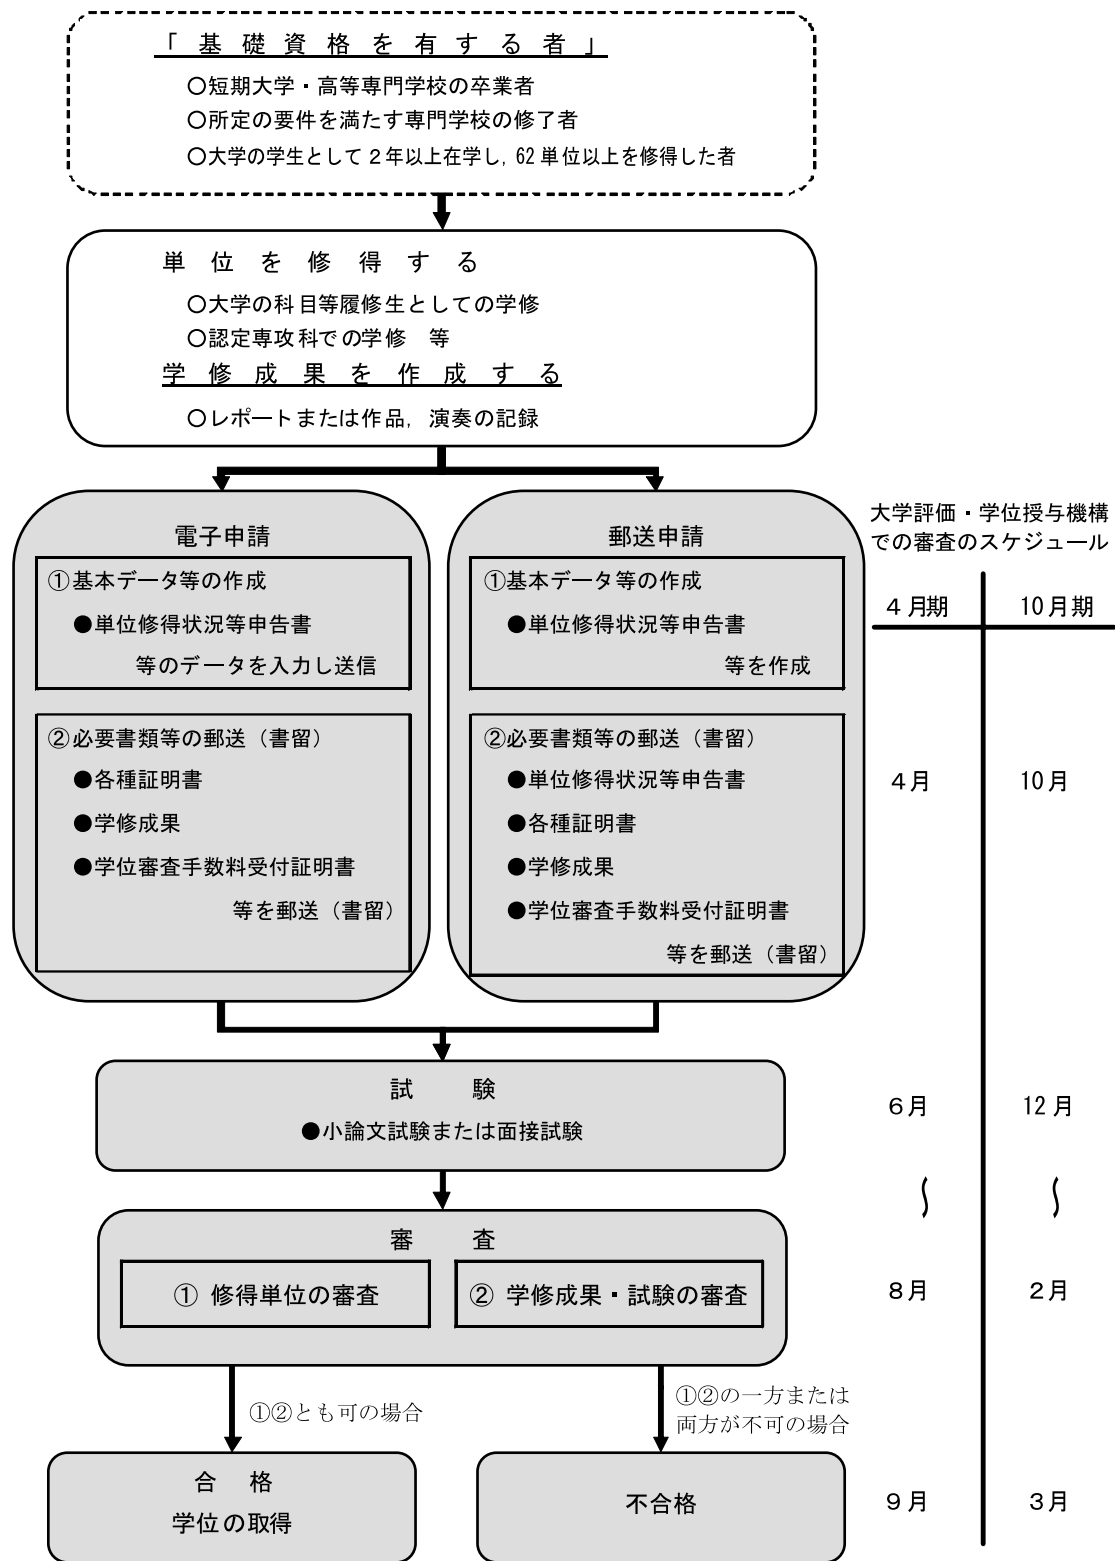 「基礎資格を有する者」
○短期大学・高等専門学校の卒業者
○所定の要件を満たす専門学校の修了者
○大学の学生として２年以上在学し，62単位以上を修得した者
単位を修得する
○大学の科目等履修生としての学修
○認定専攻科での学修　等
学修成果を作成する
○レポートまたは作品，演奏の記録
電子申請
①基本データ等の作成
●単位修得状況等申告書
等のデータを入力し送信
②必要書類等の郵送（書留）
●各種証明書
●学修成果
●学位審査手数料受付証明書
等を郵送（書留）
郵送申請
①基本データ等の作成
●単位修得状況等申告書
等を作成
②必要書類等の郵送（書留）
●単位修得状況等申告書
●各種証明書
●学修成果
●学位審査手数料受付証明書
等を郵送（書留）
大学評価・学位授与機構
での審査のスケジュール
４月期　10月期
４月　10月
試　験
●小論文試験または面接試験
６月　12月
〜　〜
審　査
① 修得単位の審査
② 学修成果・試験の審査
８月　２月
①②とも可の場合
①②の一方または
両方が不可の場合
合　格
学位の取得
不合格
９月　３月